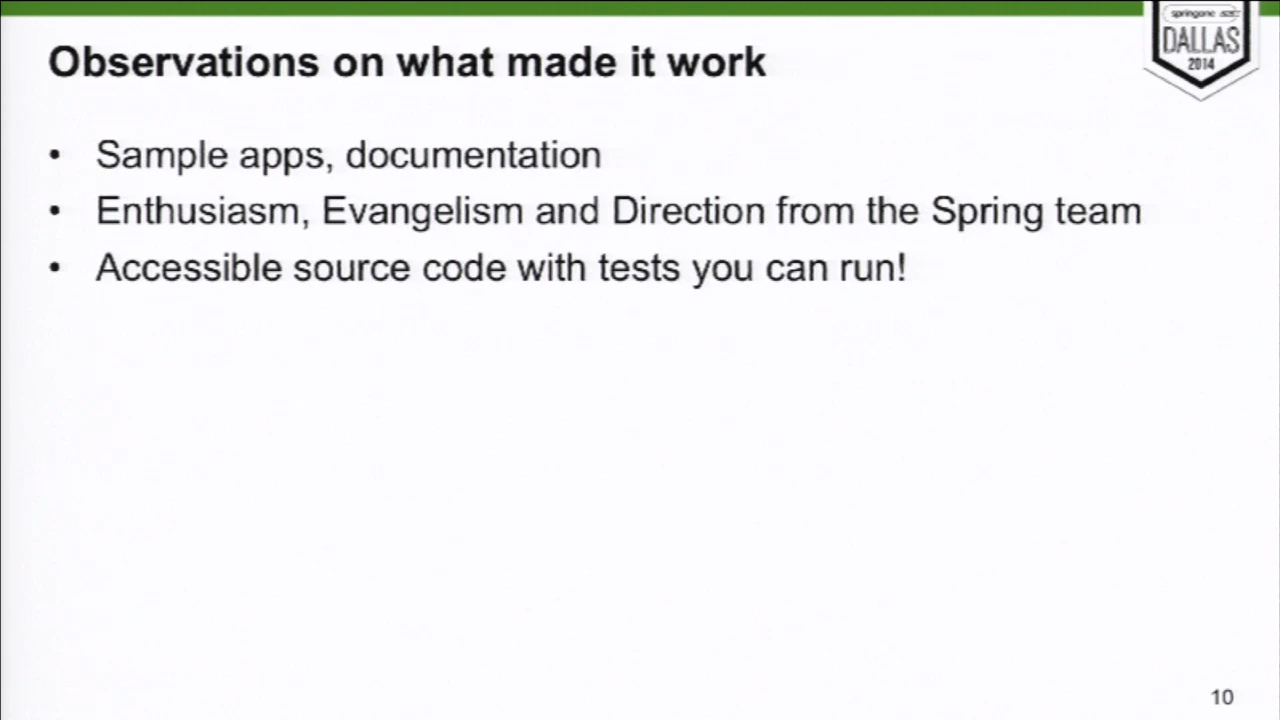 springone
DALLAS
2014
Observations on what made it work
• Sample apps, documentation
• Enthusiasm, Evangelism and Direction from the Spring team
• Accessible source code with tests you can run!
10